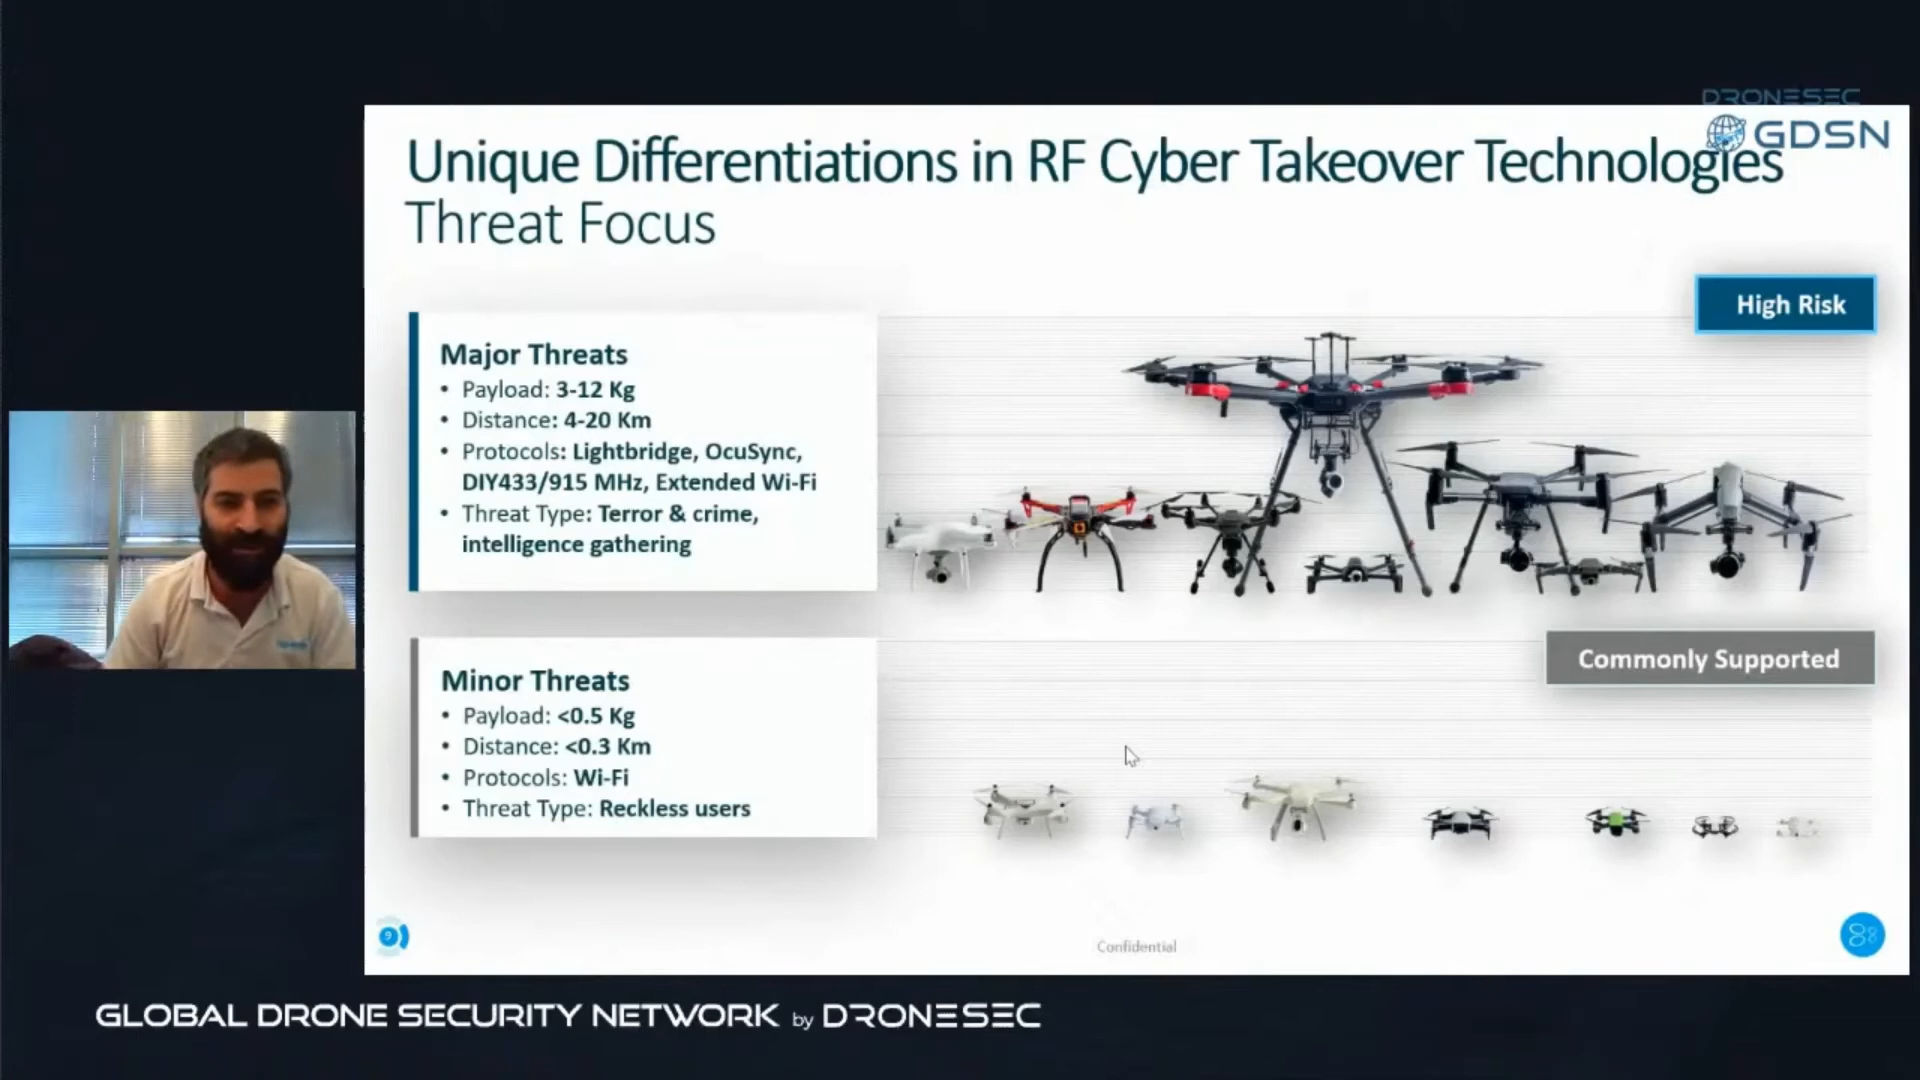 DRONESEC
GDSN
Unique Differentiations in RF Cyber Takeover Technologies
Threat Focus
High Risk
Major Threats
• Payload: 3-12 Kg
• Distance: 4-20 Km
• Protocols: Lightbridge, OcuSync,
DIY433/915 MHz, Extended Wi-Fi
• Threat Type: Terror & crime,
intelligence gathering
Commonly Supported
Minor Threats
• Payload: <0.5 Kg
• Distance: <0.3 Km
• Protocols: Wi-Fi
• Threat Type: Reckless users
9
Confidential
GLOBAL DRONE SECURITY NETWORK by DRONESEC